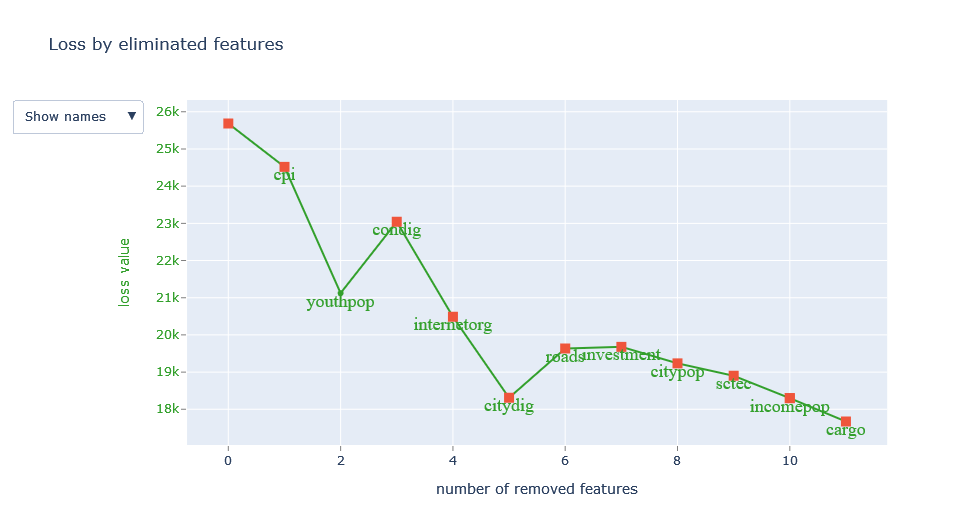 Loss by eliminated features
Show names ▼
26k
25k
24k
23k
22k
21k
20k
19k
18k
loss value
cpi
youthpop
condig
internetorg
citydig
roads
investment
citypop
sctec
incomepop
cargo
0 2 4 6 8 10
number of removed features